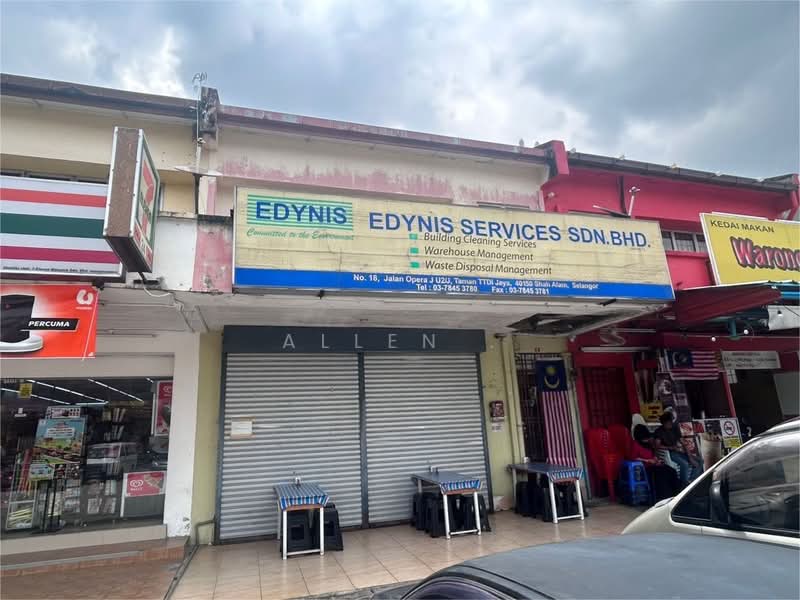 EDYNIS
Committed to the Environment
EDYNIS SERVICES SDN.BHD.
Building Cleaning Services
Warehouse Management
Waste Disposal Management
No. 18, Jalan Opera J U2/J, Taman TTDI Jaya, 40150 Shah Alam, Selangor
Tel : 03-7845 3780 Fax : 03-7845 3781
KEDAI MAKAN
PERCUMA
ALLEN